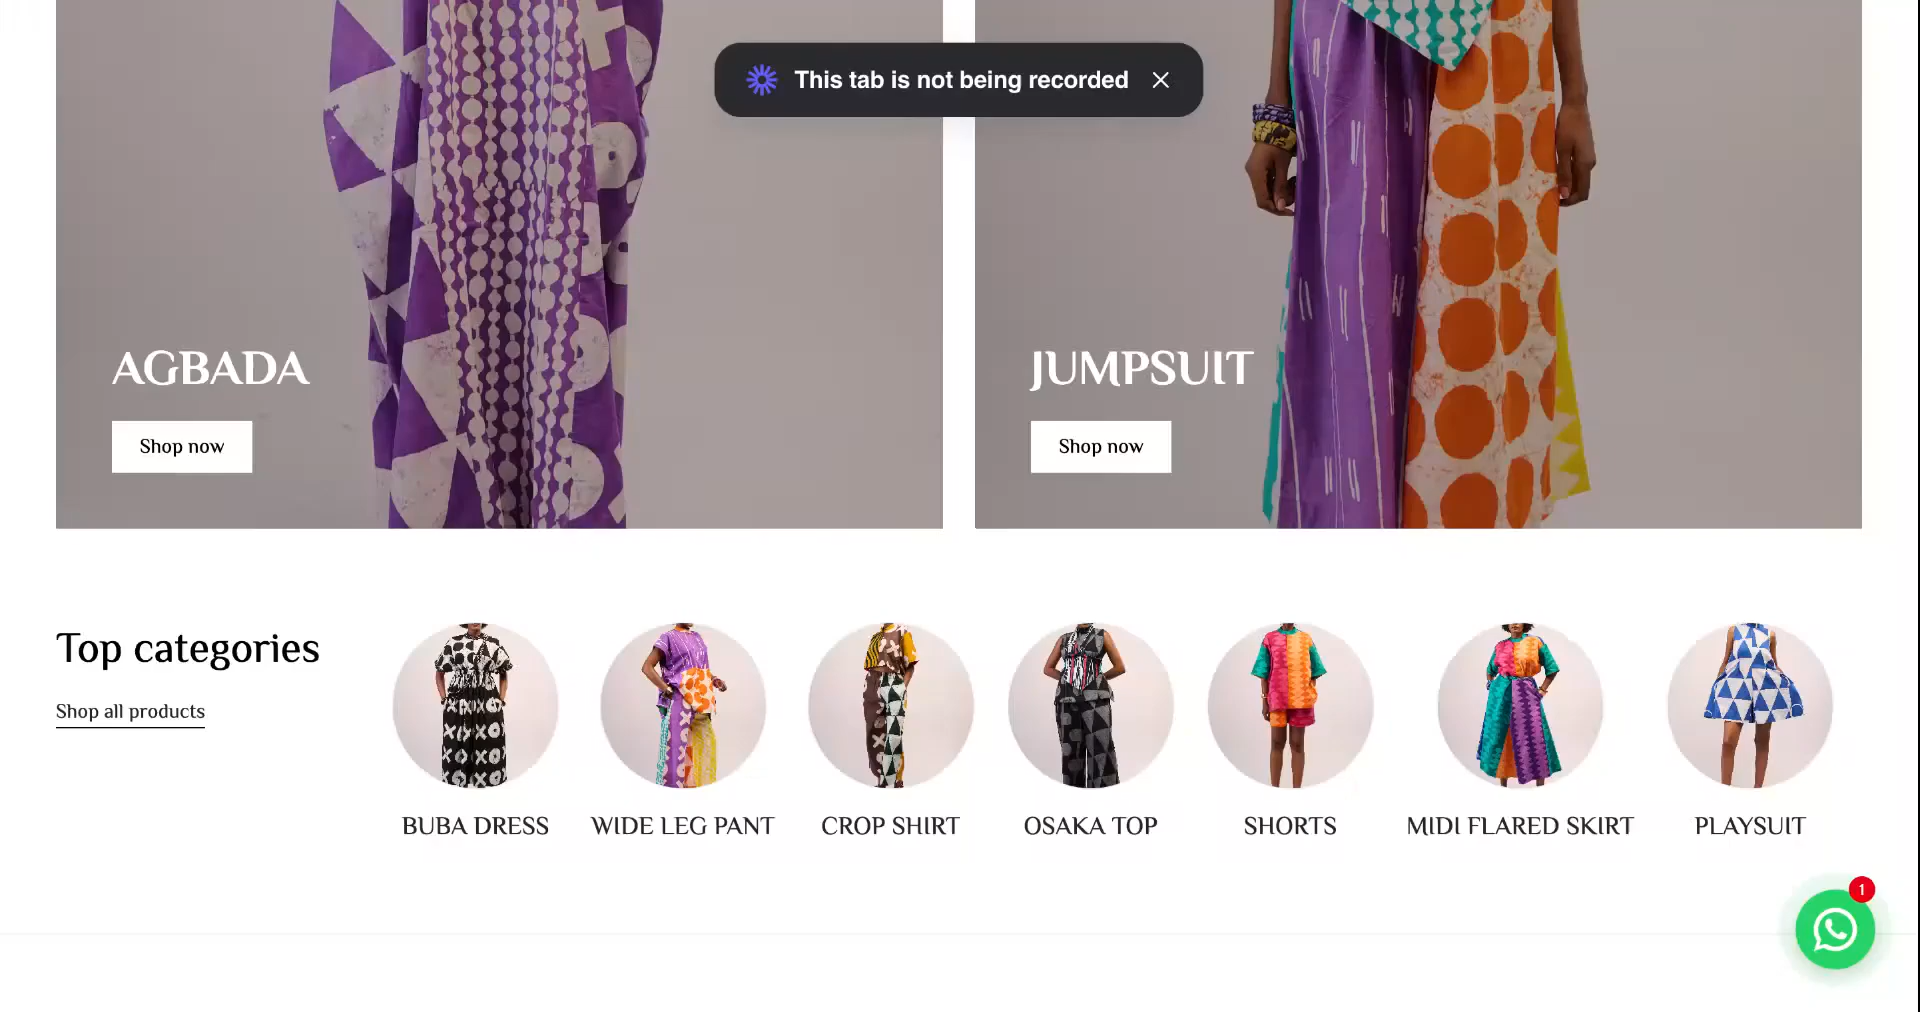 This tab is not being recorded
AGBADA
Shop now
JUMPSUIT
Shop now
Top categories
Shop all products
BUBA DRESS
WIDE LEG PANT
CROP SHIRT
OSAKA TOP
SHORTS
MIDI FLARED SKIRT
PLAYSUIT
1